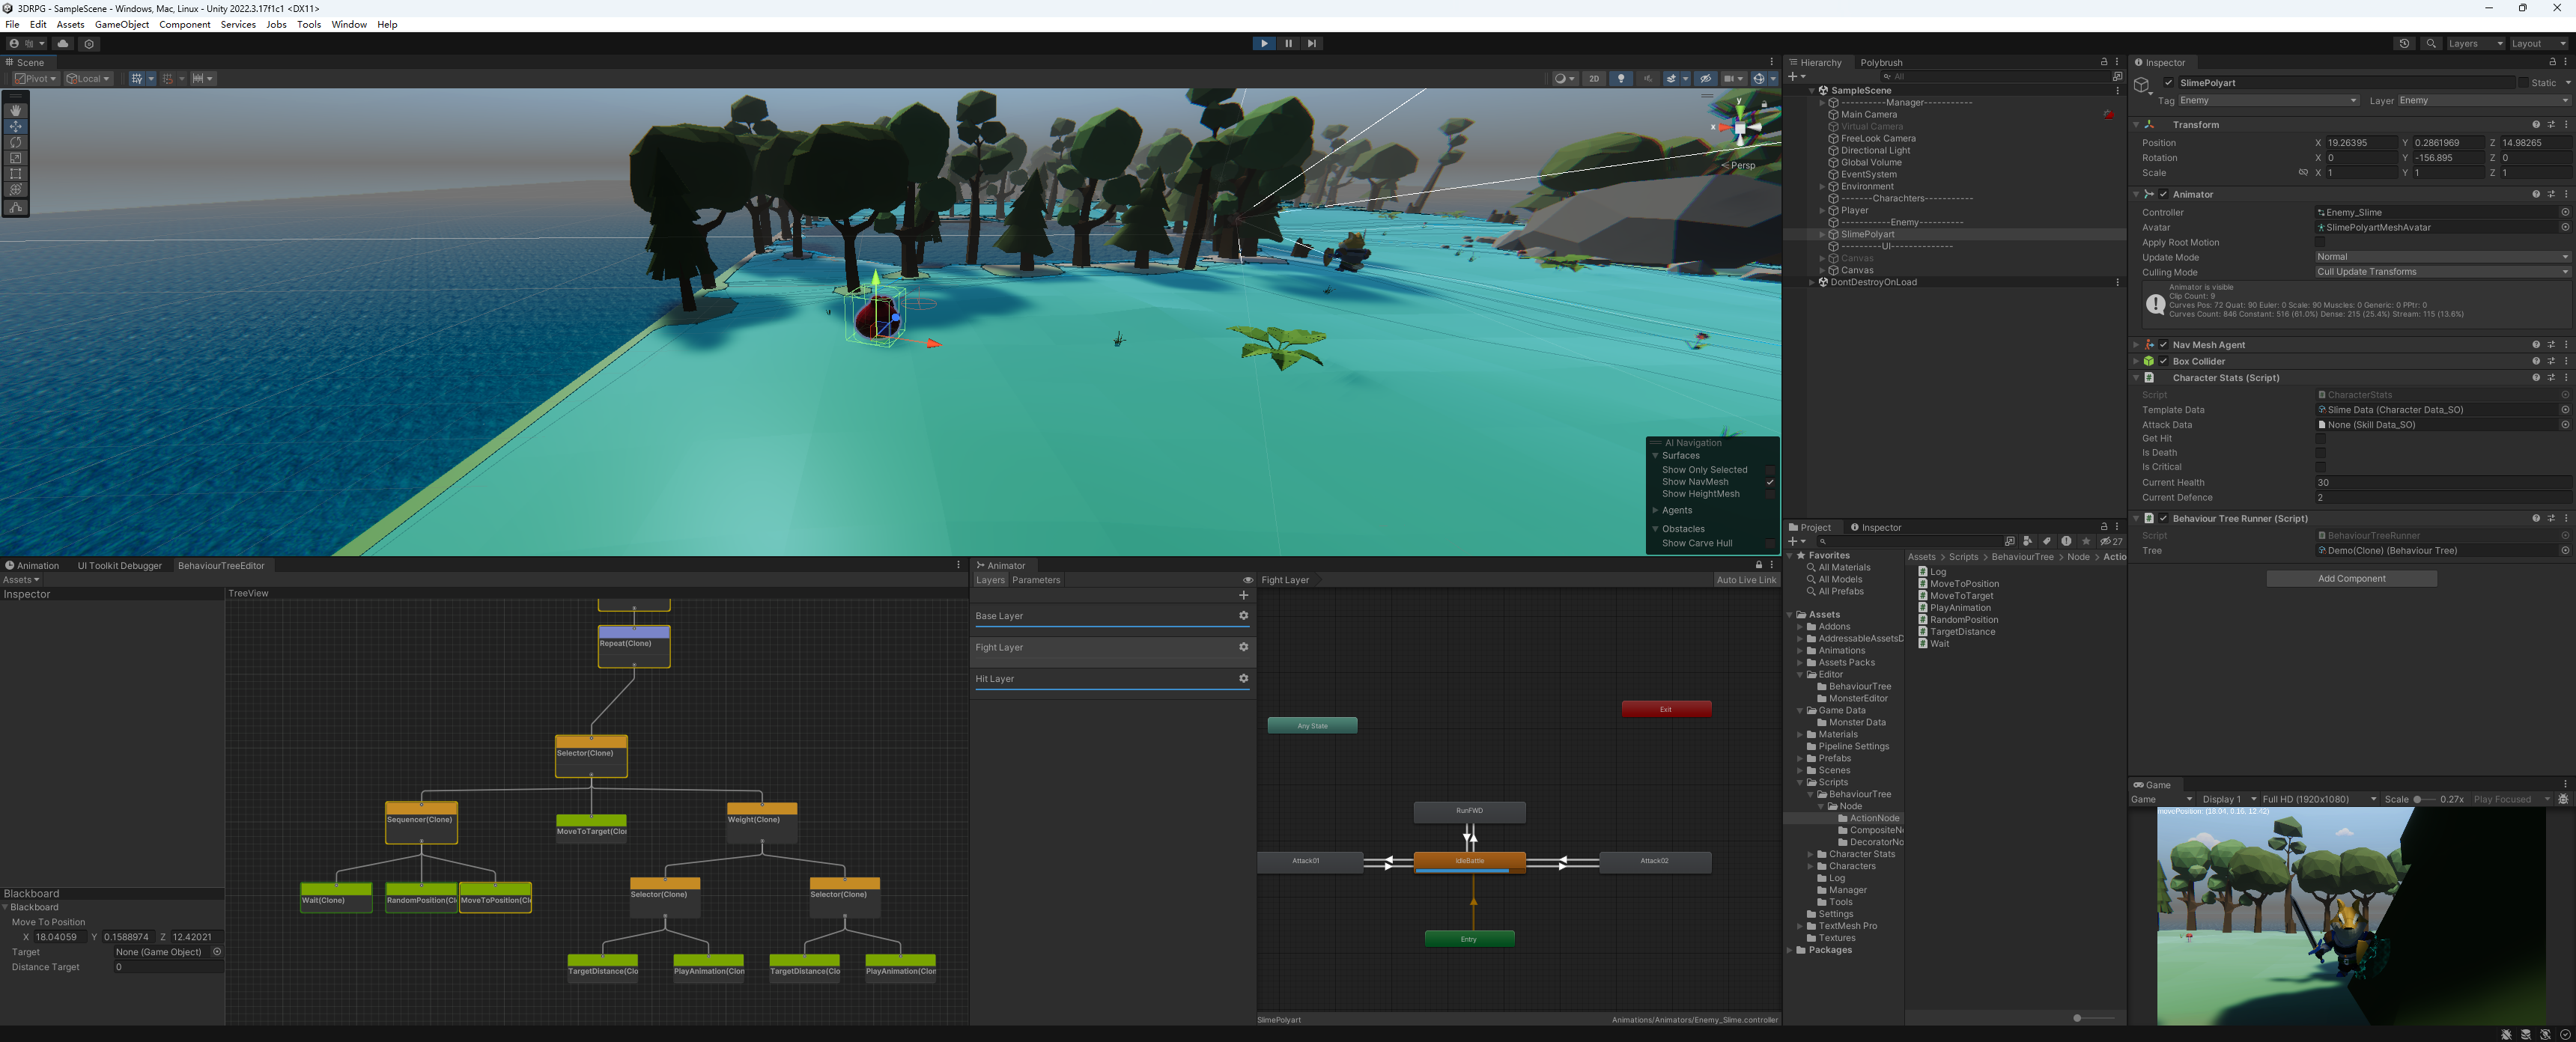 3DRPG - SampleScene - Windows, Mac, Linux - Unity 2022.3.17f1c1 <DX11>
File Edit Assets GameObject Component Services Jobs Tools Window Help
Layers Layout
Scene
Pivot Local 2D
y
x
Persp
AI Navigation
Surfaces
Show Only Selected
Show NavMesh
Show HeightMesh
Agents
Obstacles
Show Carve Hull
Hierarchy Polybrush
All
SampleScene
----------Manager-----------
Main Camera
Virtual Camera
FreeLook Camera
Directional Light
Global Volume
EventSystem
Environment
-------Charachters-----------
Player
-----------Enemy----------
SlimePolyart
---------UI--------------
Canvas
Canvas
DontDestroyOnLoad
Inspector
SlimePolyart Static
Tag Enemy Layer Enemy
Transform
Position X 19.26395 Y 0.2861969 Z 14.98265
Rotation X 0 Y -156.895 Z 0
Scale X 1 Y 1 Z 1
Animator
Controller Enemy_Slime
Avatar SlimePolyartMeshAvatar
Apply Root Motion
Update Mode Normal
Culling Mode Cull Update Transforms
Animator is visible
Clip Count: 9
Curves Pos: 72 Quat: 90 Euler: 0 Scale: 90 Muscles: 0 Generic: 0 PPtr: 0
Curves Count: 846 Constant: 516 (61.0%) Dense: 215 (25.4%) Stream: 115 (13.6%)
Nav Mesh Agent
Box Collider
Character Stats (Script)
Script CharacterStats
Template Data Slime Data (Character Data_SO)
Attack Data None (Skill Data_SO)
Get Hit
Is Death
Is Critical
Current Health 30
Current Defence 2
Behaviour Tree Runner (Script)
Script BehaviourTreeRunner
Tree Demo(Clone) (Behaviour Tree)
Add Component
Animation UI Toolkit Debugger BehaviourTreeEditor
Assets
Inspector
TreeView
Repeat(Clone)
Selector(Clone)
Sequencer(Clone)
MoveToTarget(Clo
Weight(Clone)
Wait(Clone)
RandomPosition(Cl
MoveToPosition(Cl
Selector(Clone)
Selector(Clone)
TargetDistance(Clo
PlayAnimation(Clon
TargetDistance(Clo
PlayAnimation(Clon
Blackboard
Blackboard
Move To Position
X 18.04059 Y 0.1588974 Z 12.42021
Target None (Game Object)
Distance Target 0
Animator
Layers Parameters
Fight Layer
Auto Live Link
Base Layer
Fight Layer
Hit Layer
Any State
Exit
RunFWD
Attack01
IdleBattle
Attack02
Entry
SlimePolyart
Animations/Animators/Enemy_Slime.controller
Project Inspector
27
Favorites
All Materials
All Models
All Prefabs
Assets
Addons
AddressableAssetsD
Animations
Assets Packs
Editor
BehaviourTree
MonsterEditor
Game Data
Monster Data
Materials
Pipeline Settings
Prefabs
Scenes
Scripts
BehaviourTree
Node
ActionNode
CompositeNo
DecoratorNo
Character Stats
Characters
Log
Manager
Tools
Settings
TextMesh Pro
Textures
Packages
Assets > Scripts > BehaviourTree > Node > Actio
Log
MoveToPosition
MoveToTarget
PlayAnimation
RandomPosition
TargetDistance
Wait
Game
Game Display 1 Full HD (1920x1080) Scale 0.27x Play Focused
movePosition: (18.04, 0.16, 12.42)